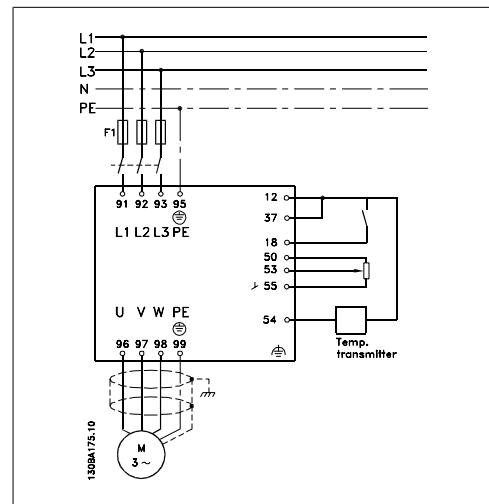 L1
L2
L3
N
PE
F1
91 92 93 95
L1 L2 L3 PE
12
37
18
50
53
55
54
U V W PE
96 97 98 99
Temp.
transmitter
M
3 ~
130BA175.10